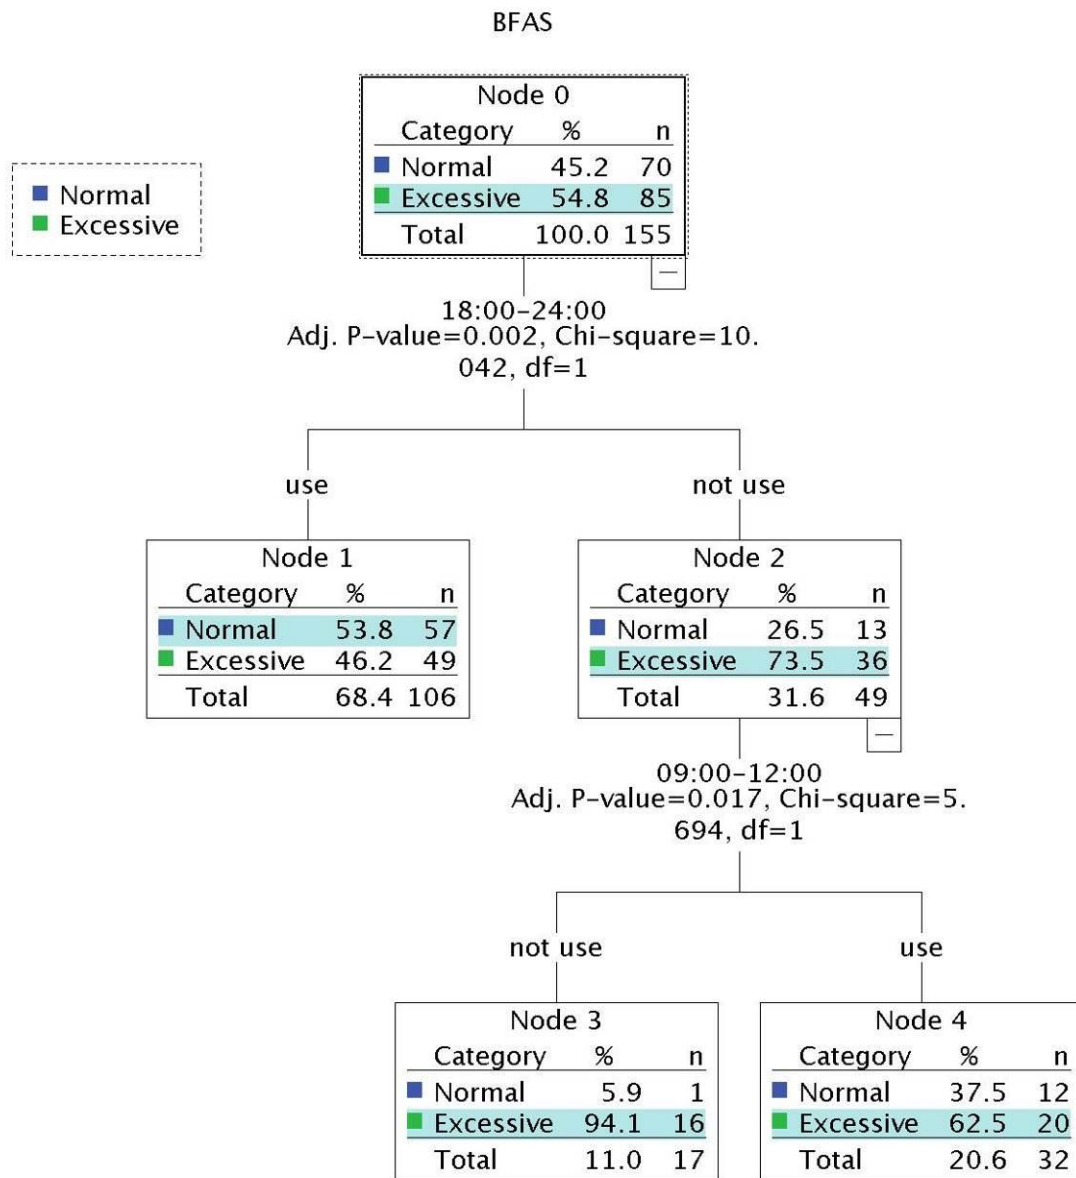 BFAS
Node 0
Category % n
Normal 45.2 70
Excessive 54.8 85
Total 100.0 155
Normal
Excessive
18:00-24:00
Adj. P-value=0.002, Chi-square=10.
042, df=1
use
not use
Node 1
Category % n
Normal 53.8 57
Excessive 46.2 49
Total 68.4 106
Node 2
Category % n
Normal 26.5 13
Excessive 73.5 36
Total 31.6 49
09:00-12:00
Adj. P-value=0.017, Chi-square=5.
694, df=1
not use
use
Node 3
Category % n
Normal 5.9 1
Excessive 94.1 16
Total 11.0 17
Node 4
Category % n
Normal 37.5 12
Excessive 62.5 20
Total 20.6 32